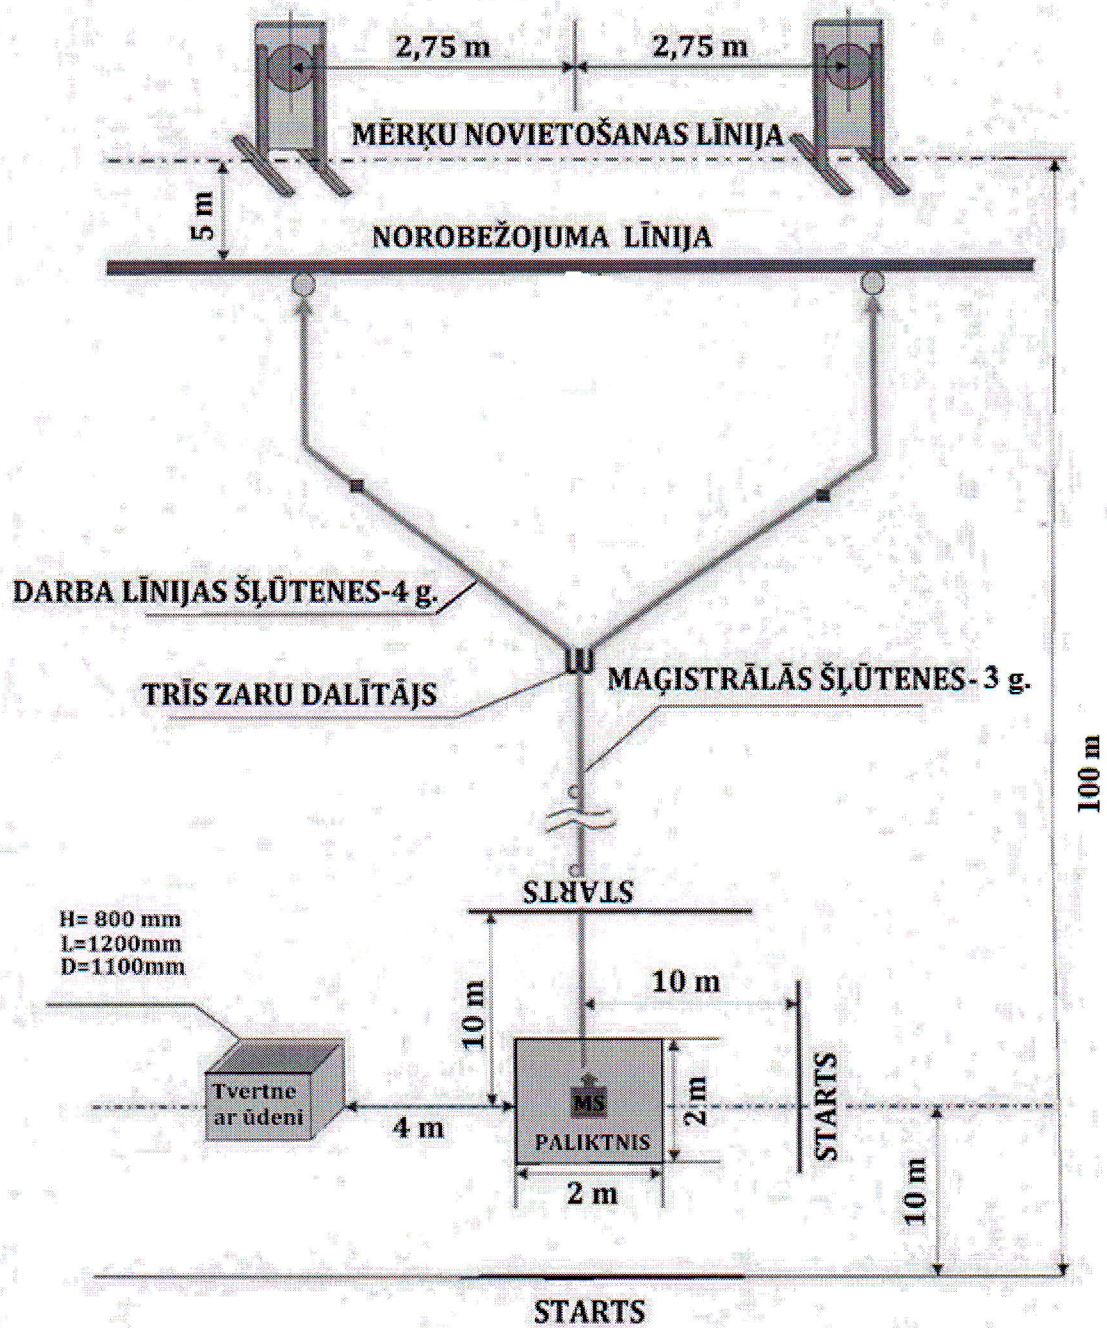 2,75 m
2,75 m
MĒRĶU NOVIETOŠANAS LĪNIJA
5 m
NOROBEŽOJUMA LĪNIJA
DARBA LĪNIJAS ŠĻŪTENES-4 g.
TRĪS ZARU DALĪTĀJS
MAĢISTRĀLĀS ŠĻŪTENES- 3 g.
100 m
STARTS
H= 800 mm
L=1200mm
D=1100mm
10 m
10 m
Tvertne
ar ūdeni
4 m
MS
PALIKTNIS
2 m
2 m
STARTS
10 m
STARTS